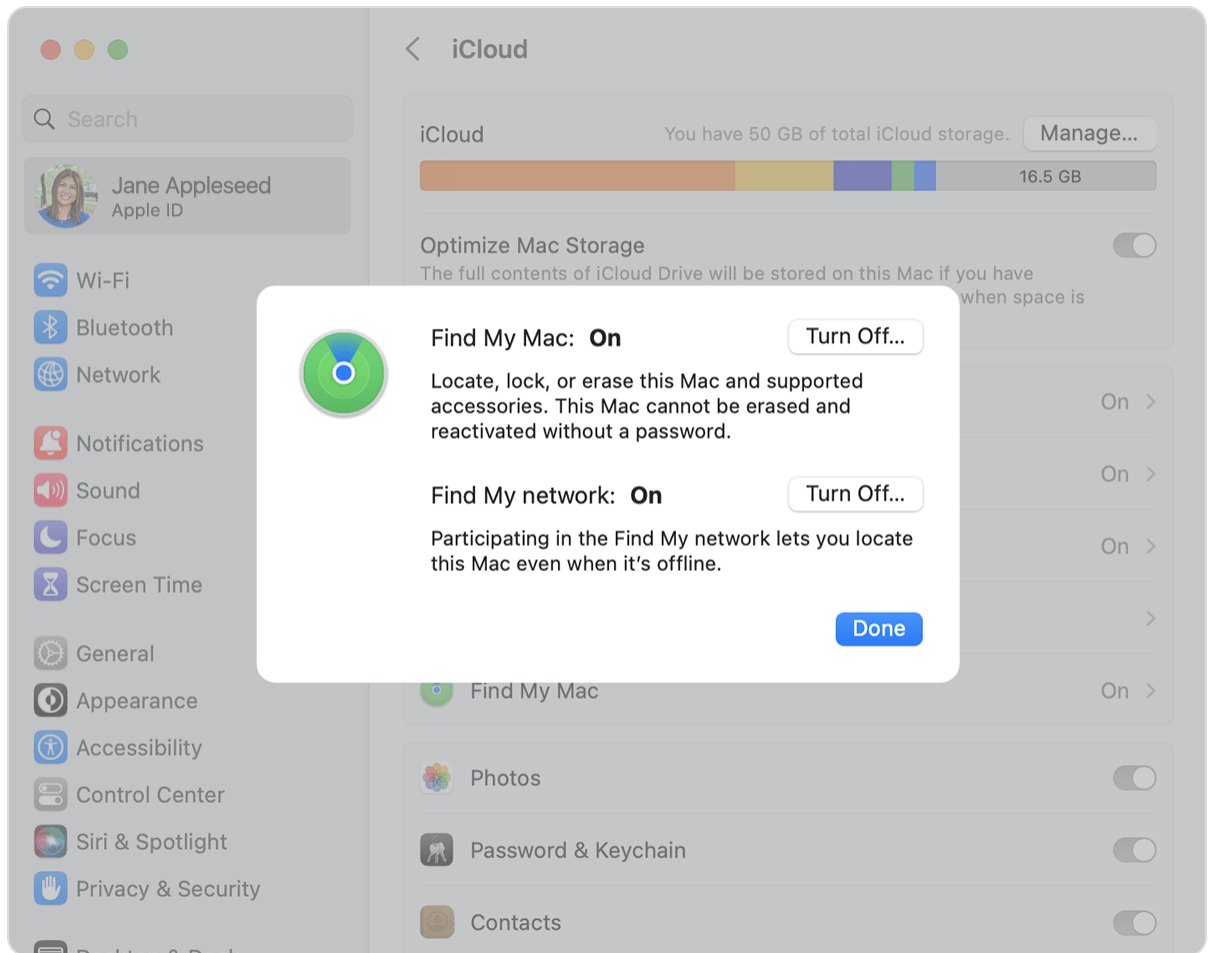 iCloud
Search
Jane Appleseed
Apple ID
Wi-Fi
Bluetooth
Network
Notifications
Sound
Focus
Screen Time
General
Appearance
Accessibility
Control Center
Siri & Spotlight
Privacy & Security
iCloud
You have 50 GB of total iCloud storage.
Manage...
16.5 GB
Optimize Mac Storage
The full contents of iCloud Drive will be stored on this Mac if you have
when space is
On
On
On
Find My Mac: On
Turn Off...
Locate, lock, or erase this Mac and supported
accessories. This Mac cannot be erased and
reactivated without a password.
Find My network: On
Turn Off...
Participating in the Find My network lets you locate
this Mac even when it’s offline.
Done
Find My Mac
On
Photos
Password & Keychain
Contacts